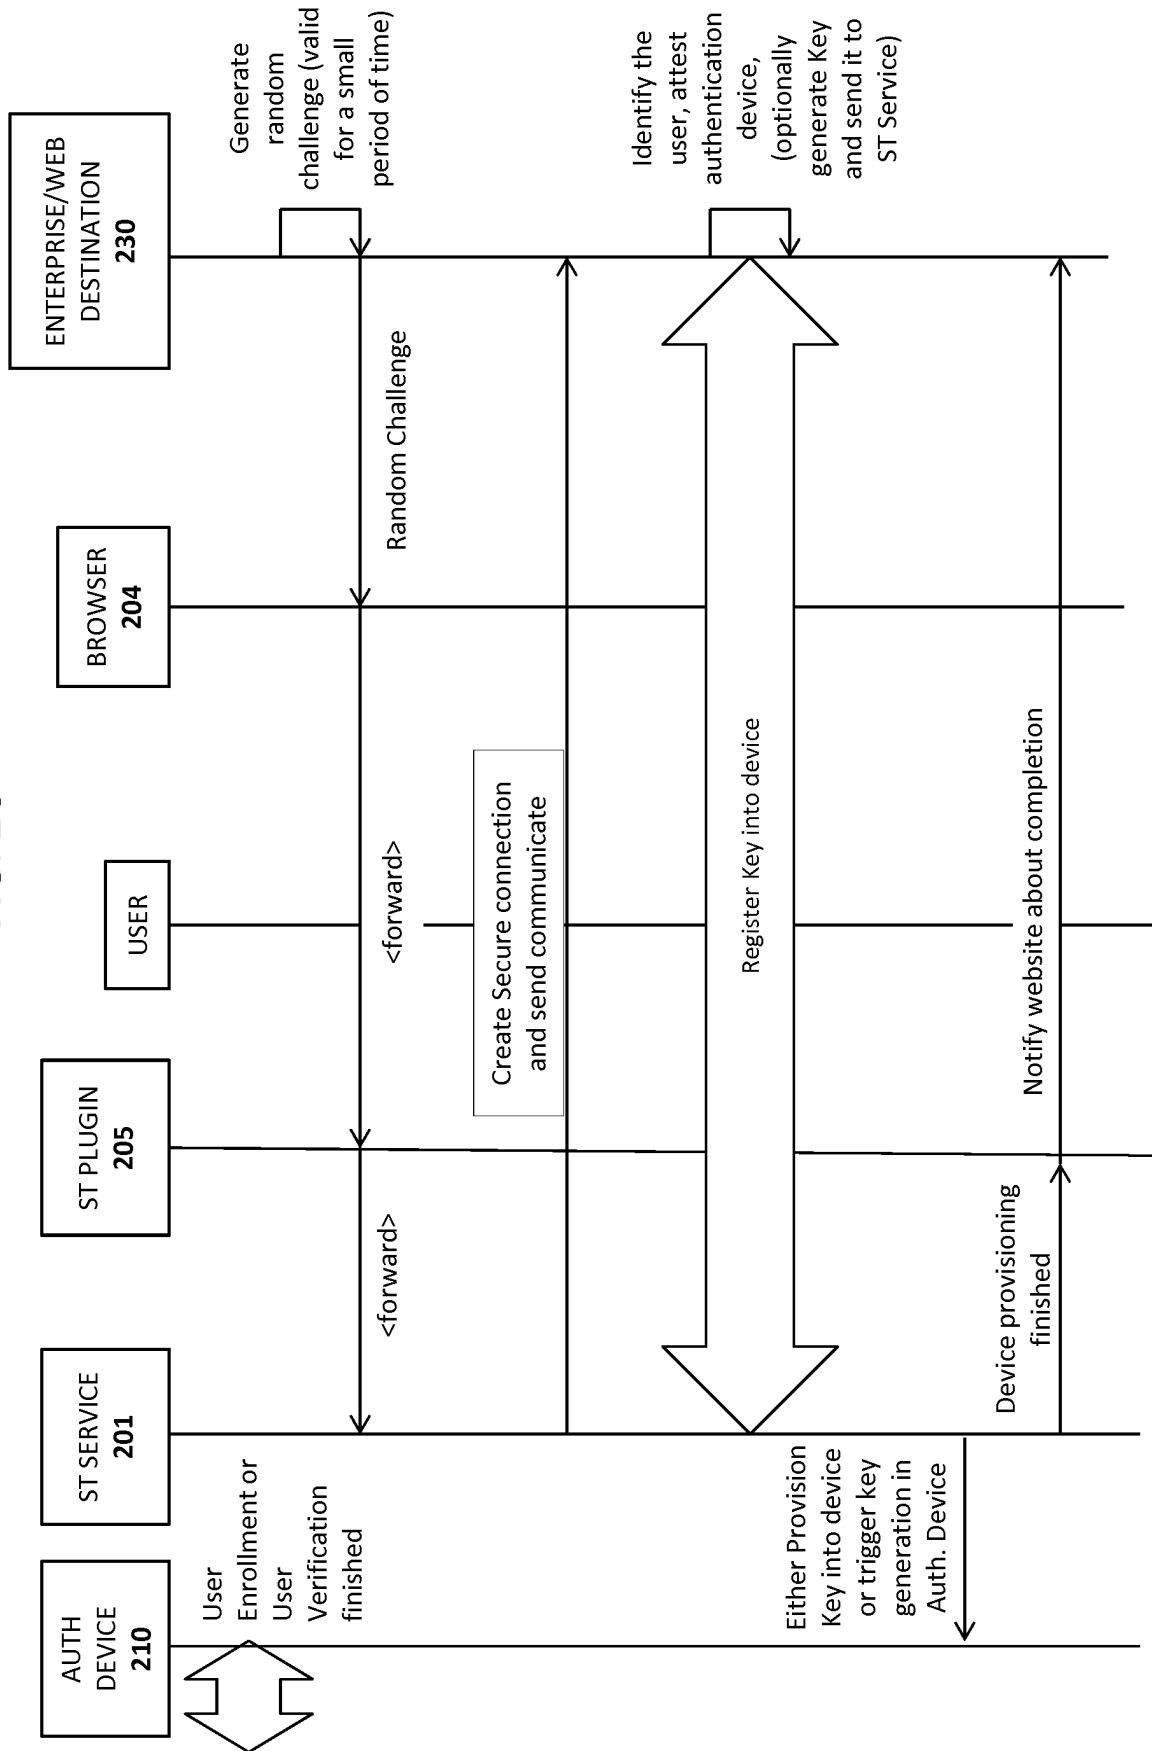 AUTH
DEVICE
210
ST SERVICE
201
ST PLUGIN
205
USER
BROWSER
204
ENTERPRISE/WEB
DESTINATION
230
User
Enrollment or
User
Verification
finished
Generate
random
challenge (valid
for a small
period of time)
Random Challenge
<forward>
<forward>
Create Secure connection
and send communicate
Identify the
user, attest
authentication
device,
(optionally
generate Key
and send it to
ST Service)
Register Key into device
Either Provision
Key into device
or trigger key
generation in
Auth. Device
Device provisioning
finished
Notify website about completion